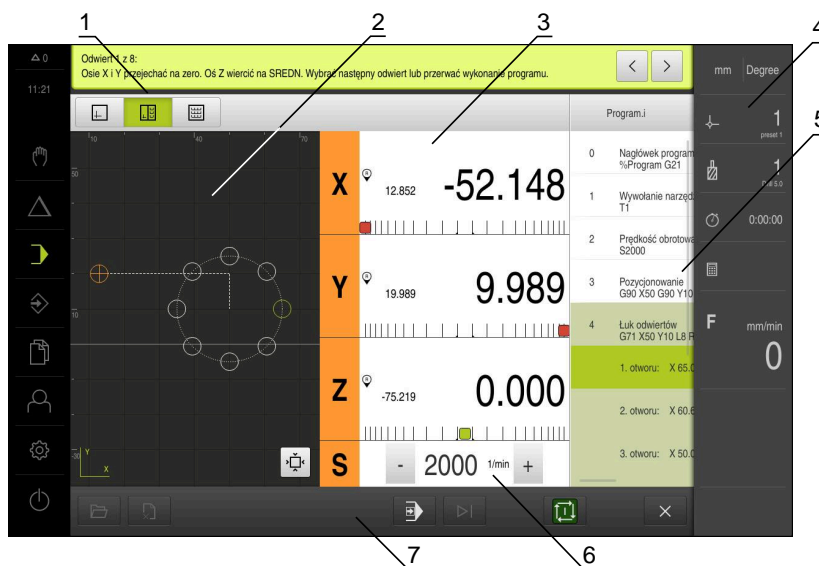 1
2
3
4
5
6
7
0
11:21
Odwiert 1 z 8:
Osie X i Y przejechać na zero. Oś Z wiercić na SREDN. Wybrać następny odwiert lub przerwać wykonanie programu.
mm Degree
Program.i
10 40 70
50
10
-30
Y
X
X R 12.852 -52.148
Y R 19.989 9.989
Z R -75.219 0.000
S - 2000 1/min +
0 Nagłówek program
%Program G21
1 Wywołanie narzęd
T1
2 Prędkość obrotowa
S2000
3 Pozycjonowanie
G90 X50 G90 Y10
4 Łuk odwiertów
G71 X50 Y10 L8 R
1. otworu: X 65.0
2. otworu: X 60.6
3. otworu: X 50.0
1
preset 1
1
0:00:00
F mm/min
0